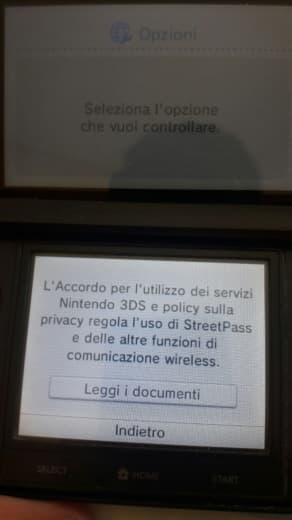 Opzioni
Seleziona l'opzione
che vuoi controllare.
L'Accordo per l'utilizzo dei servizi
Nintendo 3DS e policy sulla
privacy regola l'uso di StreetPass
e delle altre funzioni di
comunicazione wireless.
Leggi i documenti
Indietro
SELECT HOME START